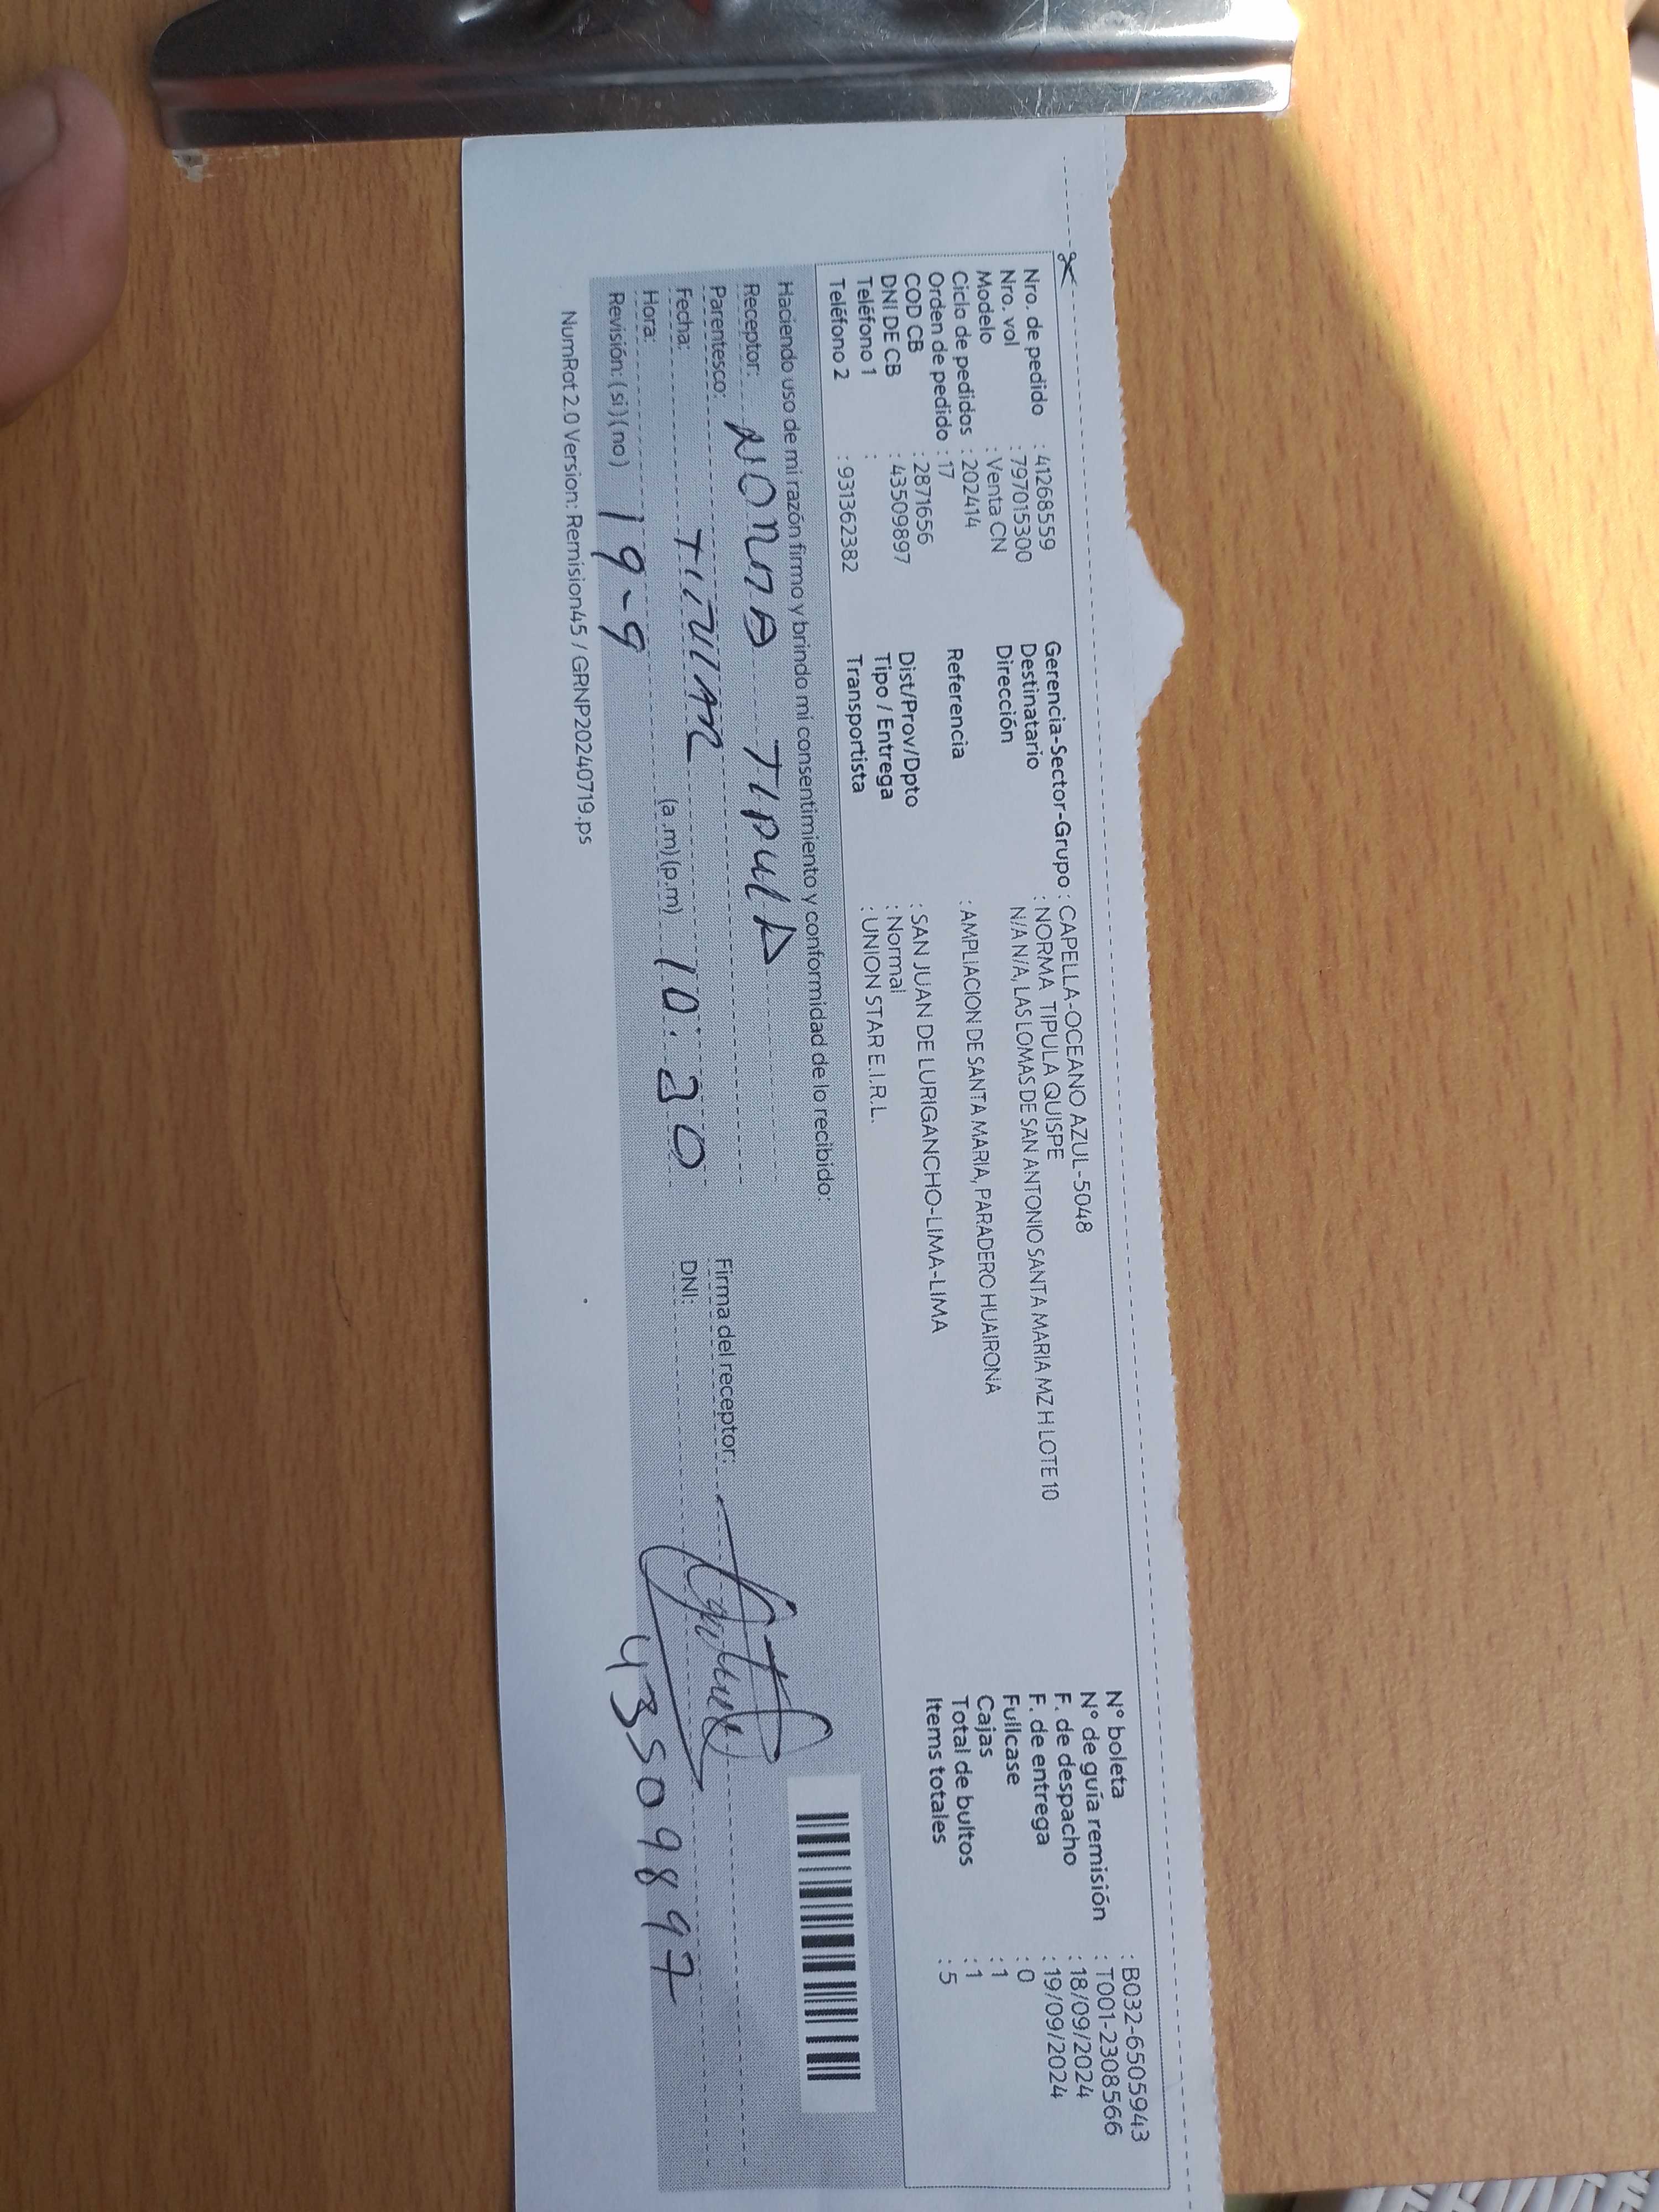 Nro. de pedido : 41268559
Nro. vol : 797015300
Modelo : Venta CN
Ciclo de pedidos : 202414
Orden de pedido : 17
COD CB : 2871656
DNI DE CB : 43509897
Teléfono 1 :
Teléfono 2 : 931362382
Gerencia-Sector-Grupo : CAPELLA-OCEANO AZUL-5048
Destinatario : NORMA TIPULA QUISPE
Dirección N/A N/A, LAS LOMAS DE SAN ANTONIO SANTA MARIA MZ H LOTE 10
Referencia : AMPLIACION DE SANTA MARIA, PARADERO HUAIRONA
Dist/Prov/Dpto : SAN JUAN DE LURIGANCHO-LIMA-LIMA
Tipo / Entrega : Normal
Transportista : UNION STAR E.I.R.L.
N° boleta : B032-6505943
N° de guía remisión : T001-2308566
F. de despacho : 18/09/2024
F. de entrega : 19/09/2024
Fullcase : 0
Cajas : 1
Total de bultos : 1
Items totales : 5
Haciendo uso de mi razón firmo y brindo mi consentimiento y conformidad de lo recibido:
Receptor: NORMA TIPULA
Parentesco: TITULAR
Fecha: 19-9
Hora: (a.m) (p.m) 10.30
Revisión: ( si ) ( no )
Firma del receptor:
DNI: 43509897
NumRot 2.0 Version: Remision45 / GRNP20240719.ps